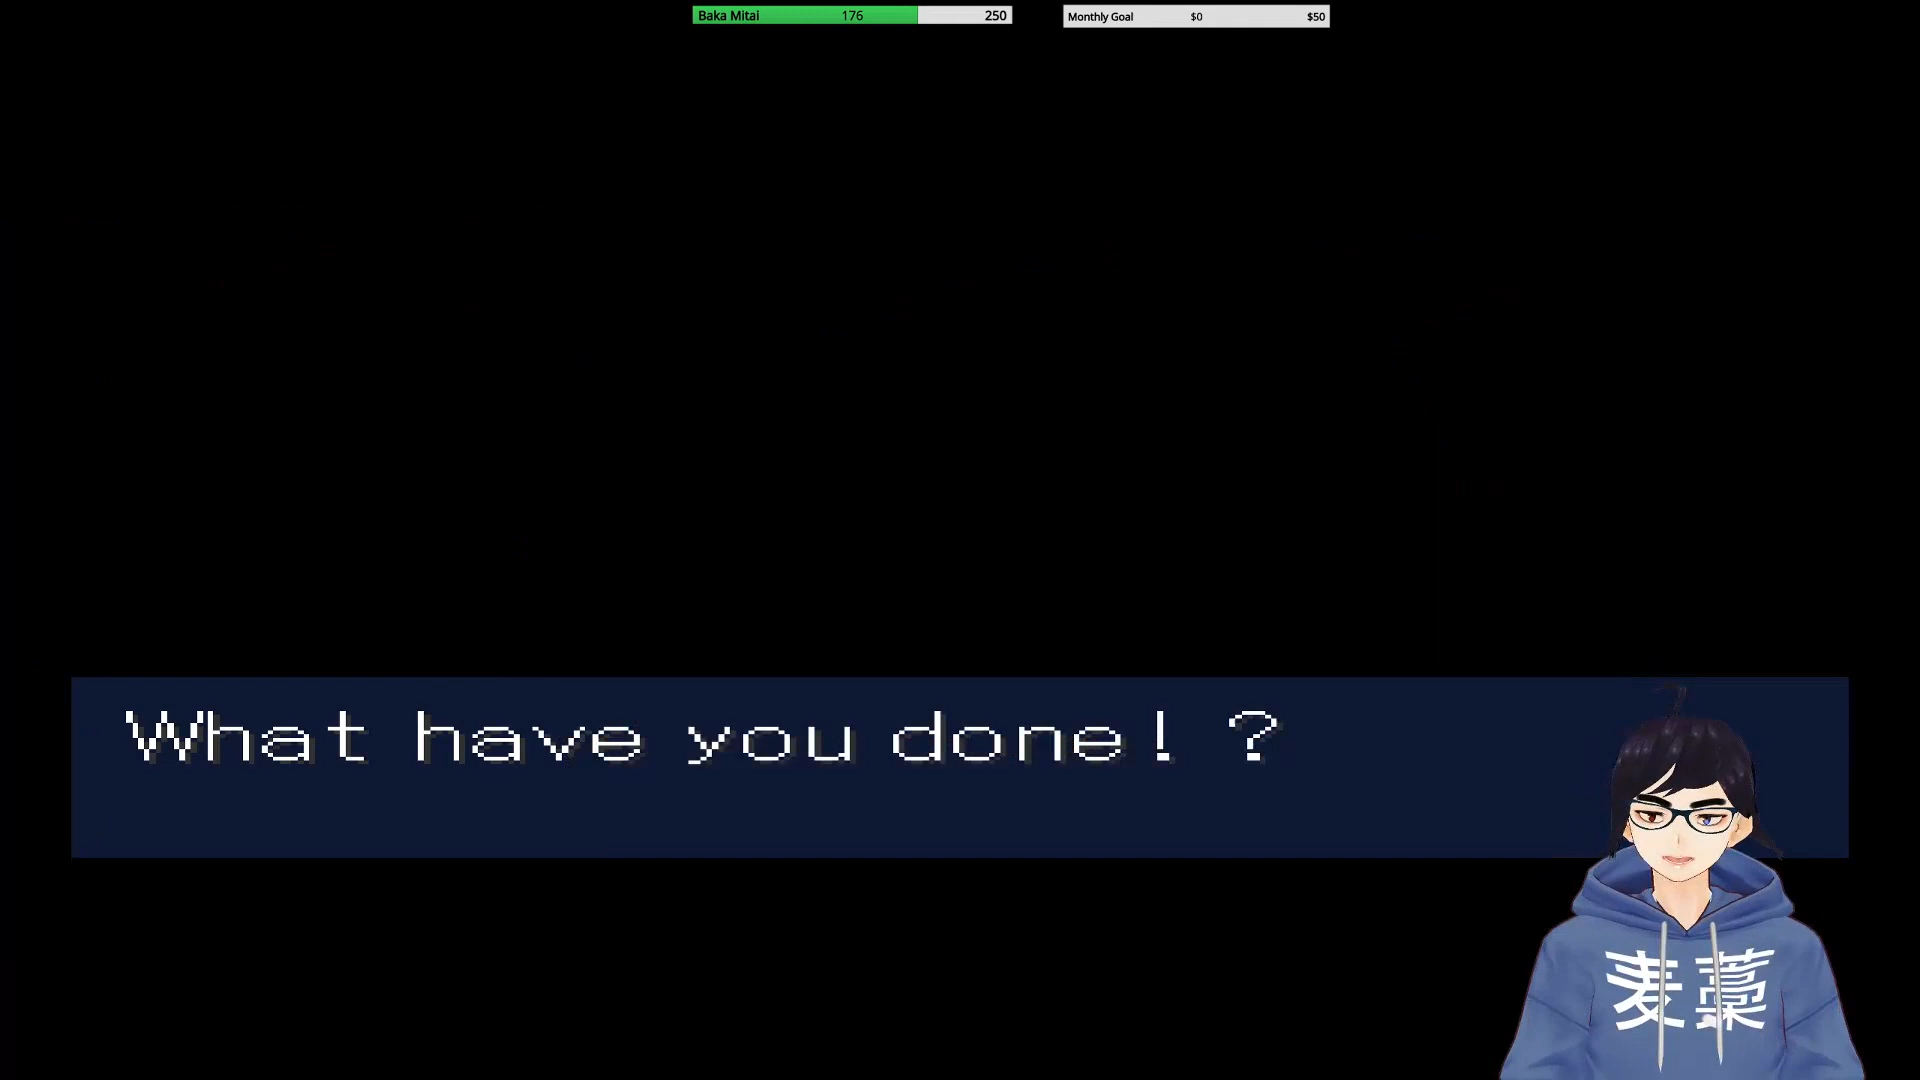 Baka Mitai 176 250
Monthly Goal $0 $50
What have you done! ?
麦藁